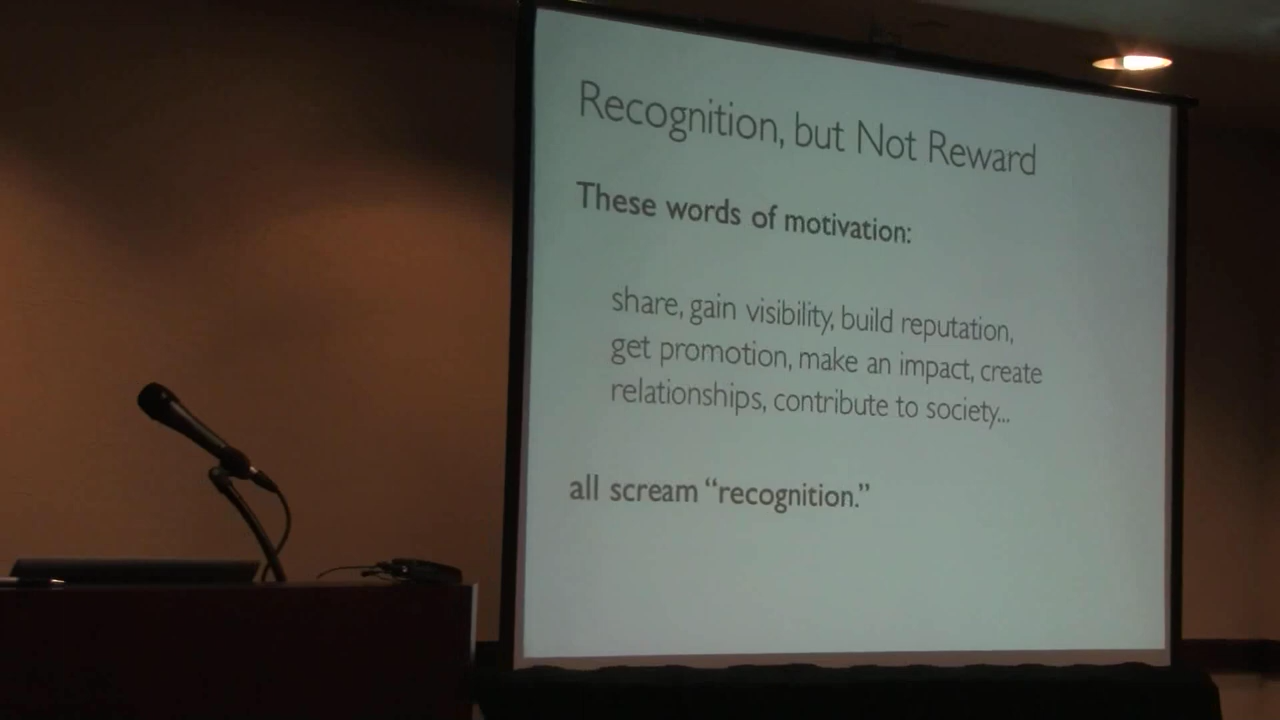 Recognition, but Not Reward
These words of motivation:
share, gain visibility, build reputation,
get promotion, make an impact, create
relationships, contribute to society...
all scream “recognition.”